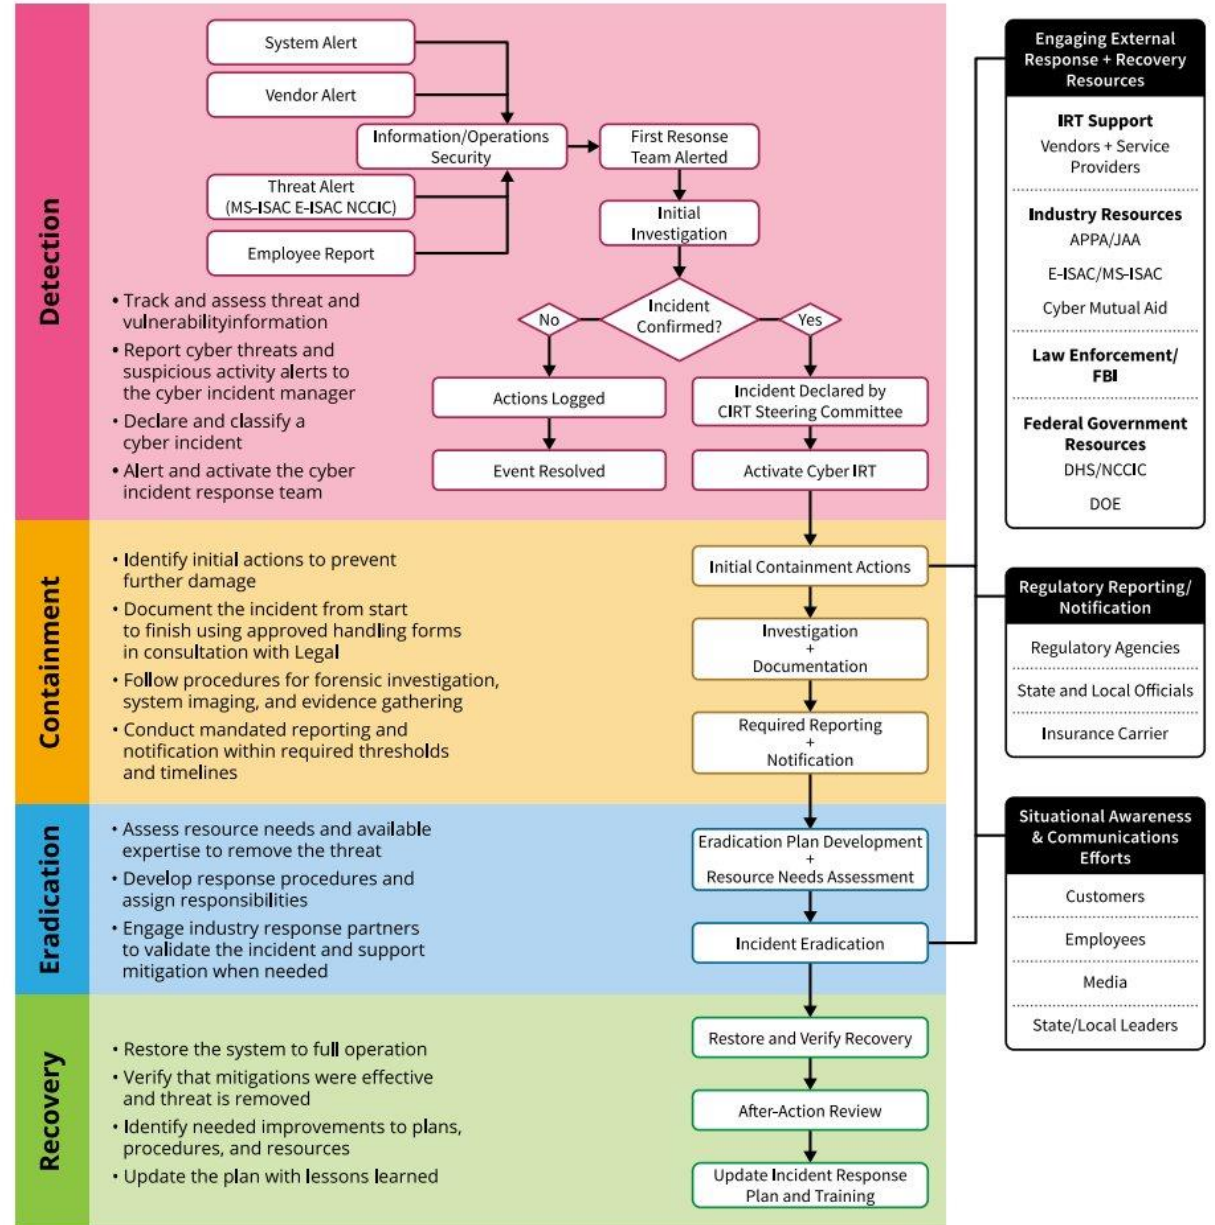 Detection
System Alert
Vendor Alert
Information/Operations
Security
First Resonse
Team Alerted
Threat Alert
(MS-ISAC E-ISAC NCCIC)
Employee Report
Initial
Investigation
Incident
Confirmed?
No
Yes
Actions Logged
Event Resolved
Incident Declared by
CIRT Steering Committee
Activate Cyber IRT
• Track and assess threat and
vulnerabilityinformation
• Report cyber threats and
suspicious activity alerts to
the cyber incident manager
• Declare and classify a
cyber incident
• Alert and activate the cyber
incident response team
Containment
• Identify initial actions to prevent
further damage
• Document the incident from start
to finish using approved handling forms
in consultation with Legal
• Follow procedures for forensic investigation,
system imaging, and evidence gathering
• Conduct mandated reporting and
notification within required thresholds
and timelines
Initial Containment Actions
Investigation
+
Documentation
Required Reporting
+
Notification
Eradication
• Assess resource needs and available
expertise to remove the threat
• Develop response procedures and
assign responsibilities
• Engage industry response partners
to validate the incident and support
mitigation when needed
Eradication Plan Development
+
Resource Needs Assessment
Incident Eradication
Recovery
• Restore the system to full operation
• Verify that mitigations were effective
and threat is removed
• Identify needed improvements to plans,
procedures, and resources
• Update the plan with lessons learned
Restore and Verify Recovery
After-Action Review
Update Incident Response
Plan and Training
Engaging External
Response + Recovery
Resources
IRT Support
Vendors + Service
Providers
Industry Resources
APPA/JAA
E-ISAC/MS-ISAC
Cyber Mutual Aid
Law Enforcement/
FBI
Federal Government
Resources
DHS/NCCIC
DOE
Regulatory Reporting/
Notification
Regulatory Agencies
State and Local Officials
Insurance Carrier
Situational Awareness
& Communications
Efforts
Customers
Employees
Media
State/Local Leaders